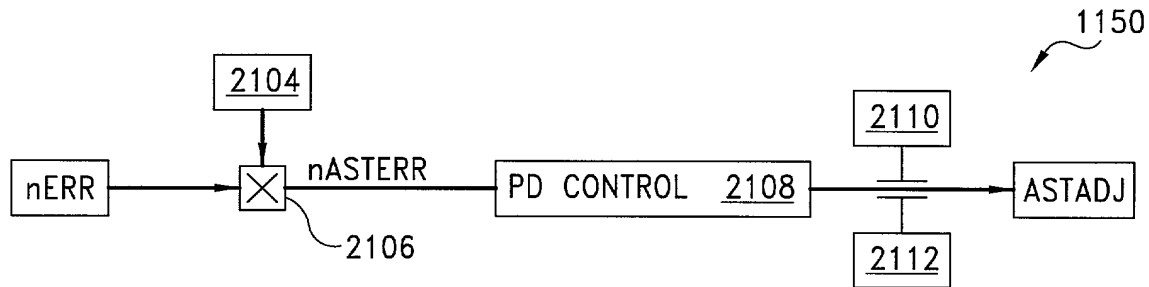 1150
2104
2110
nERR
nASTERR
PD CONTROL 2108
ASTADJ
2106
2112